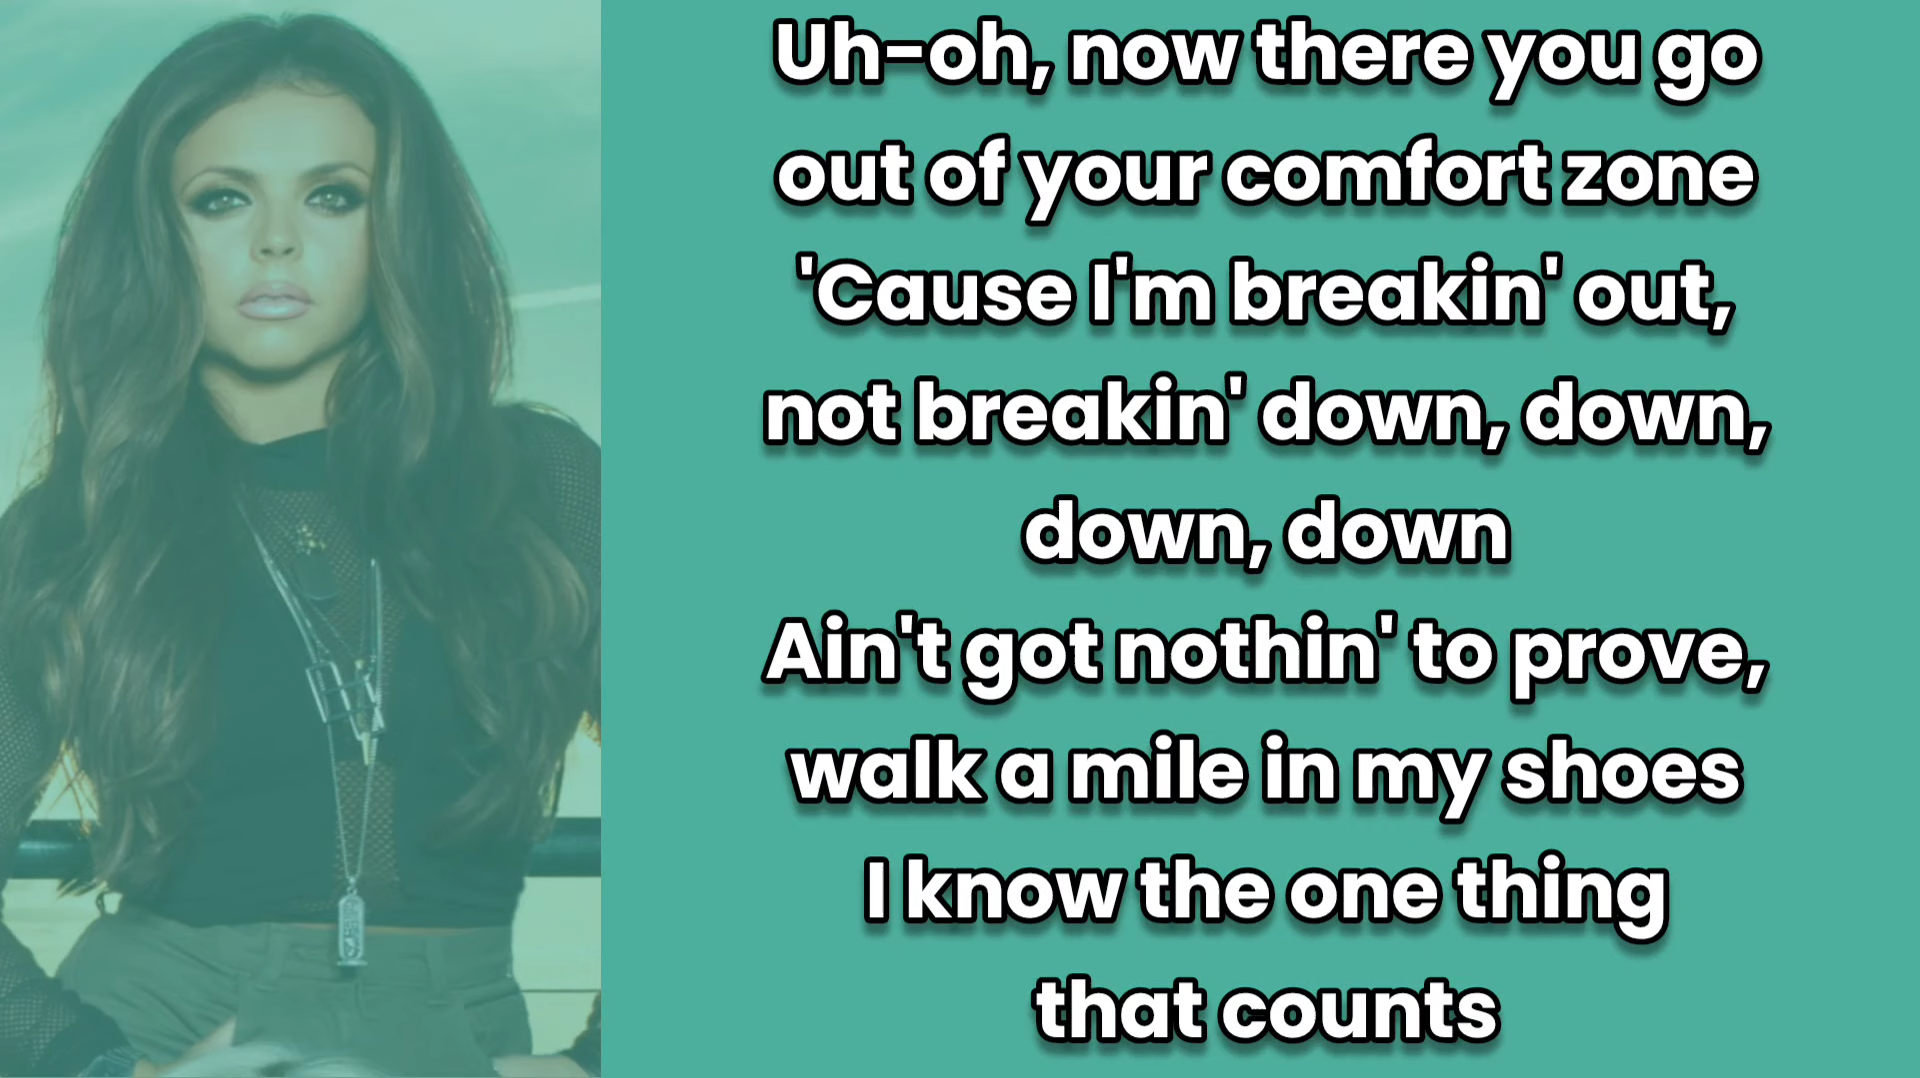 Uh-oh, now there you go
out of your comfort zone
'Cause I'm breakin' out,
not breakin' down, down,
down, down
Ain't got nothin' to prove,
walk a mile in my shoes
I know the one thing
that counts